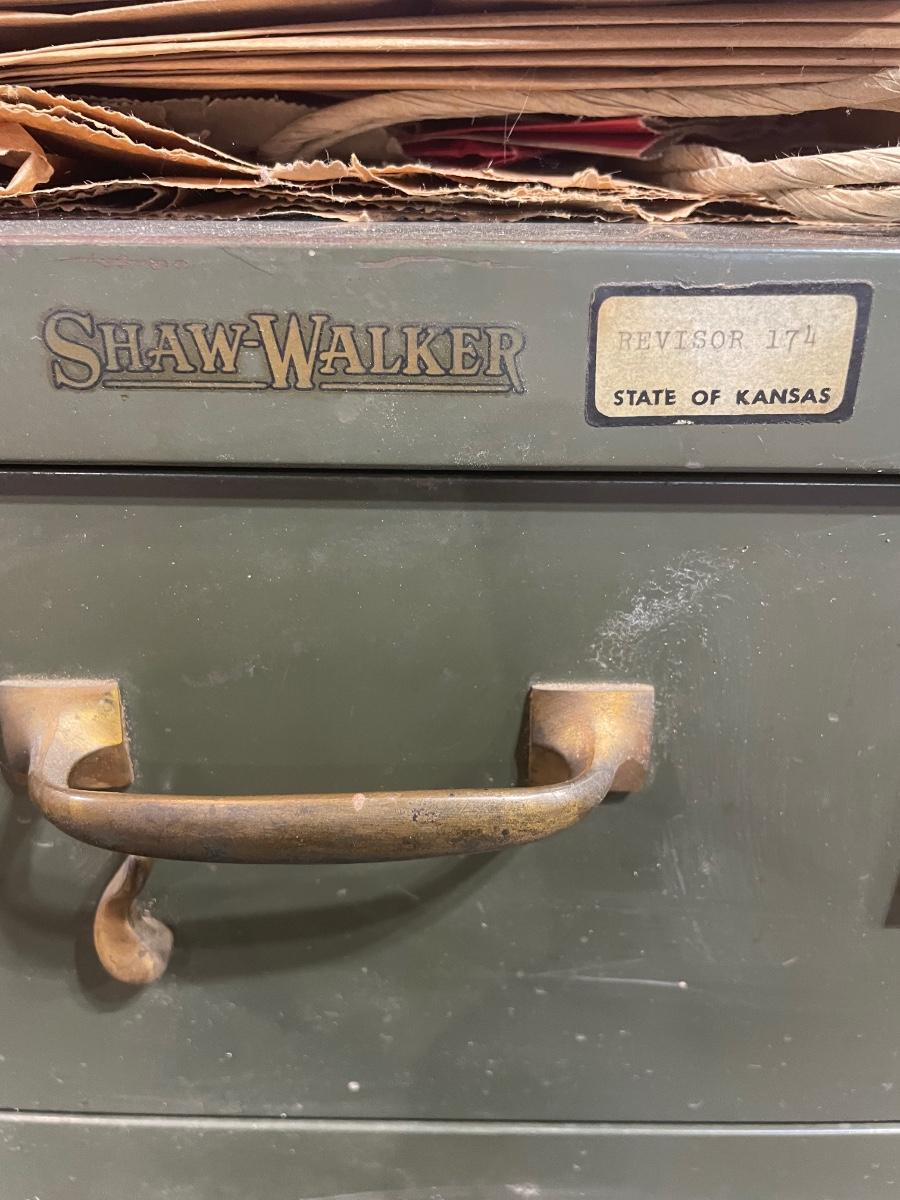 SHAW-WALKER
REVISOR 174
STATE OF KANSAS